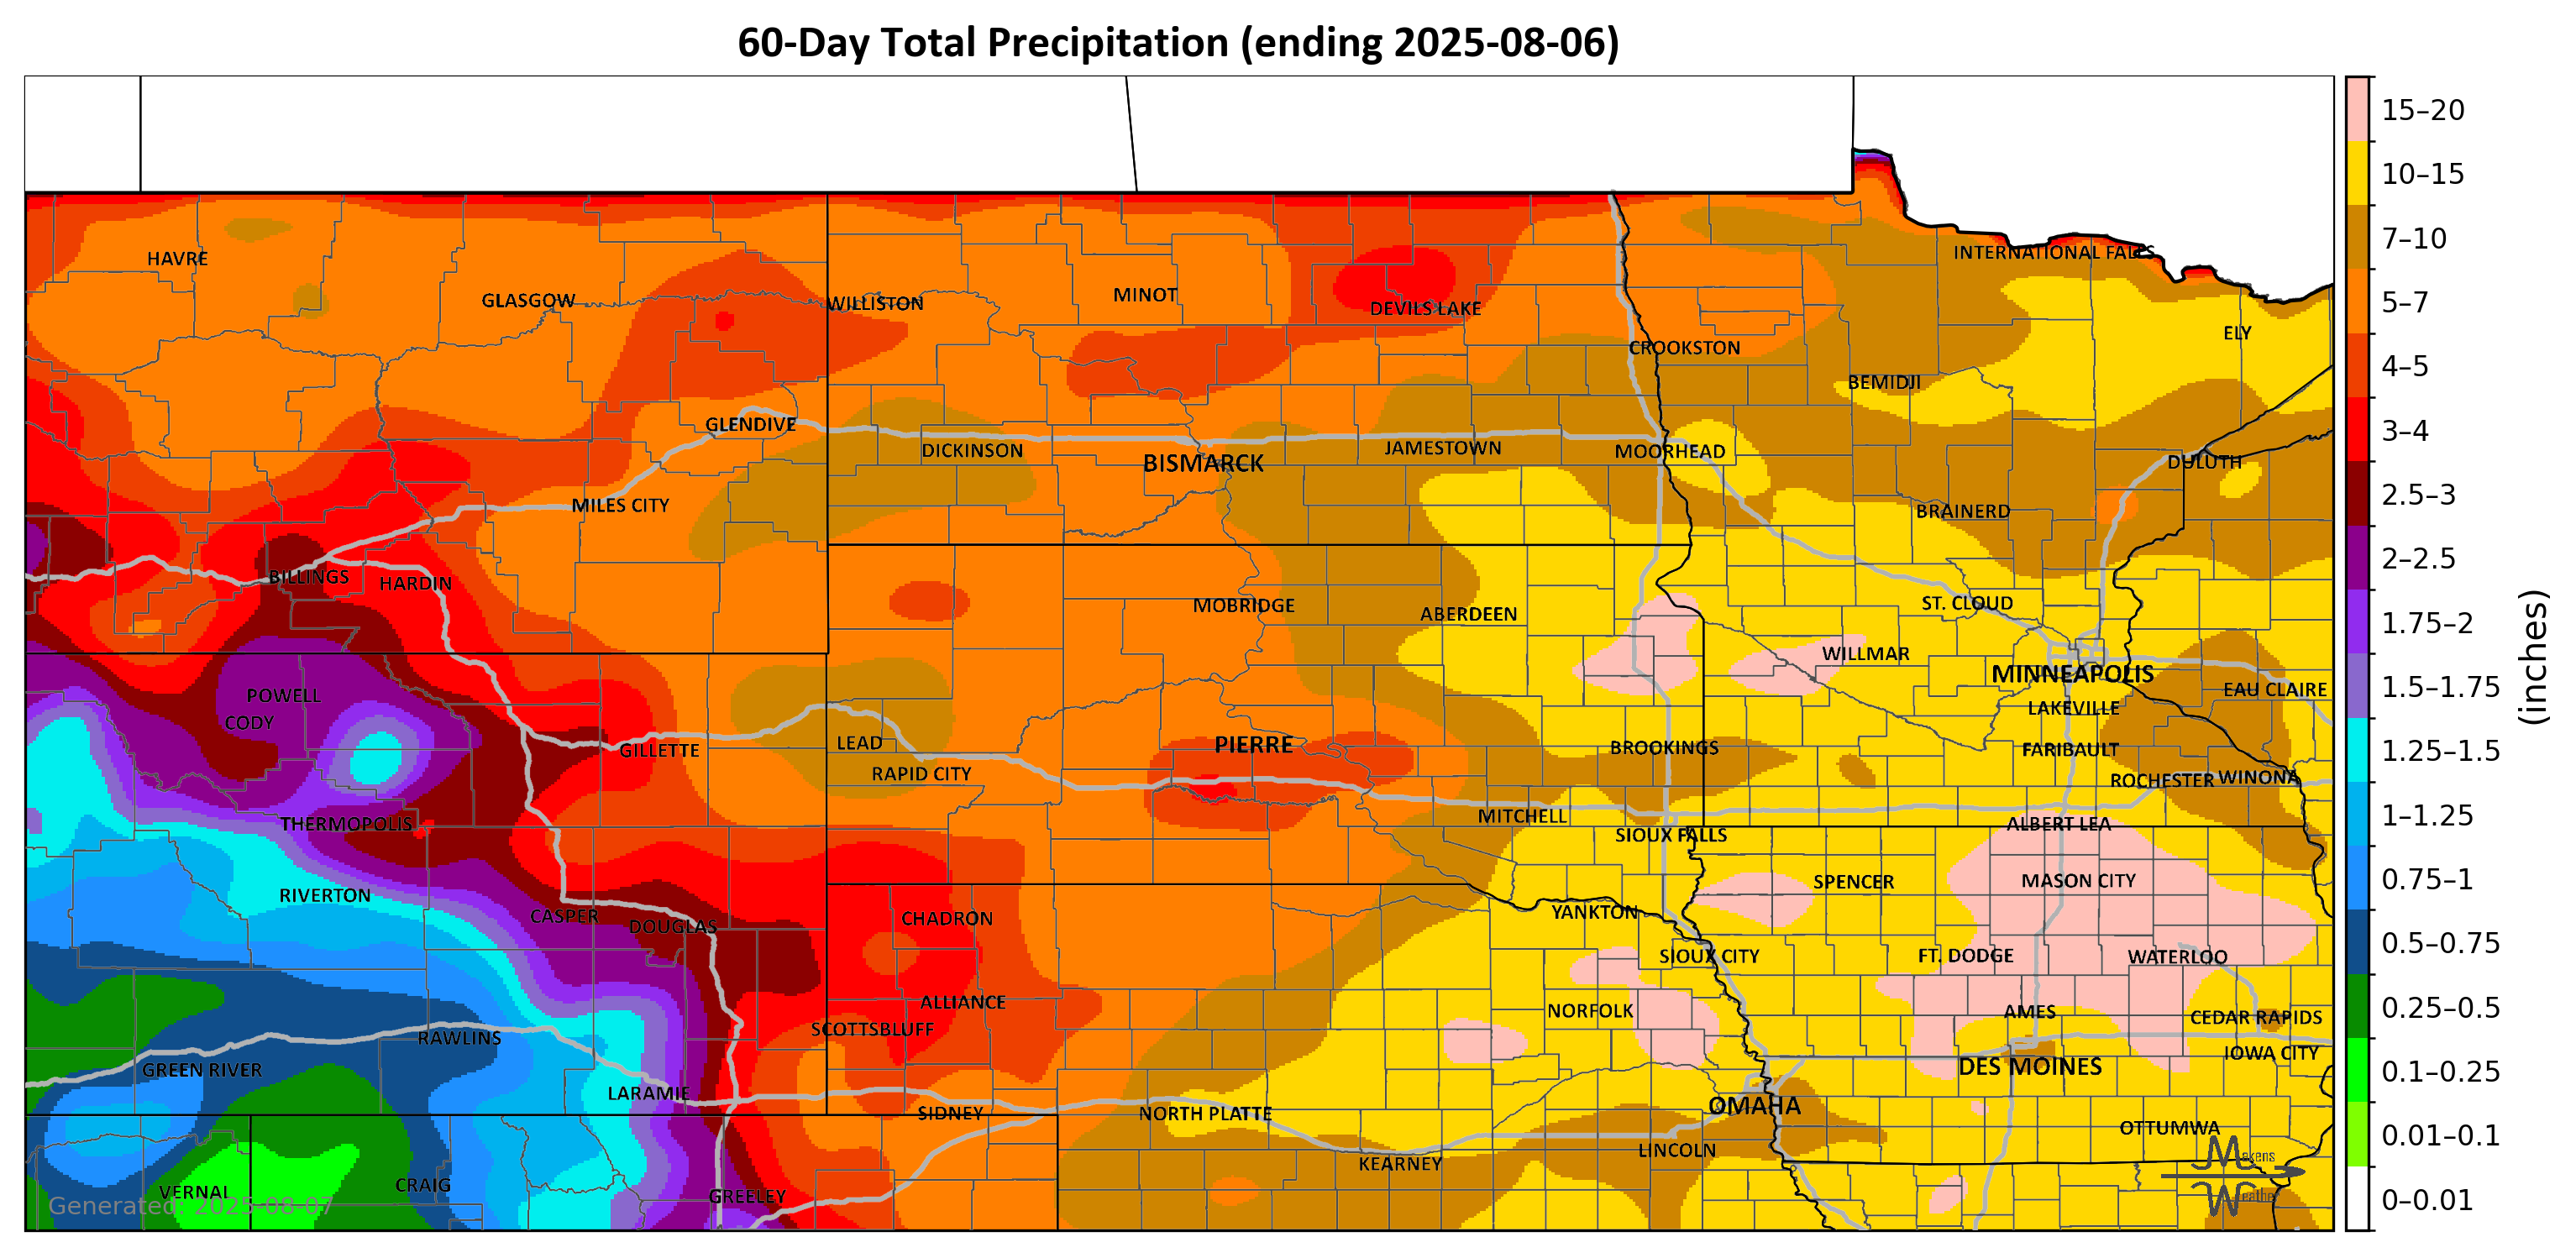 60-Day Total Precipitation (ending 2025-08-06)
15–20
10–15
7–10
5–7
4–5
3–4
2.5–3
2–2.5
1.75–2
1.5–1.75
1.25–1.5
1–1.25
0.75–1
0.5–0.75
0.25–0.5
0.1–0.25
0.01–0.1
0–0.01
(inches)
HAVRE
INTERNATIONAL FALLS
GLASGOW
WILLISTON
MINOT
DEVILS LAKE
ELY
CROOKSTON
BEMIDJI
GLENDIVE
DICKINSON
BISMARCK
JAMESTOWN
MOORHEAD
DULUTH
MILES CITY
BRAINERD
BILLINGS
HARDIN
MOBRIDGE
ABERDEEN
ST. CLOUD
WILLMAR
MINNEAPOLIS
POWELL
EAU CLAIRE
CODY
LAKEVILLE
GILLETTE
LEAD
PIERRE
BROOKINGS
FARIBAULT
RAPID CITY
ROCHESTER
WINONA
THERMOPOLIS
MITCHELL
SIOUX FALLS
ALBERT LEA
RIVERTON
SPENCER
MASON CITY
CASPER
DOUGLAS
CHADRON
YANKTON
SIOUX CITY
FT. DODGE
WATERLOO
ALLIANCE
NORFOLK
AMES
CEDAR RAPIDS
SCOTTSBLUFF
RAWLINS
IOWA CITY
GREEN RIVER
DES MOINES
LARAMIE
SIDNEY
NORTH PLATTE
OMAHA
OTTUMWA
LINCOLN
KEARNEY
VERNAL
CRAIG
GREELEY
Generated: 2025-08-07
Makens
Weather